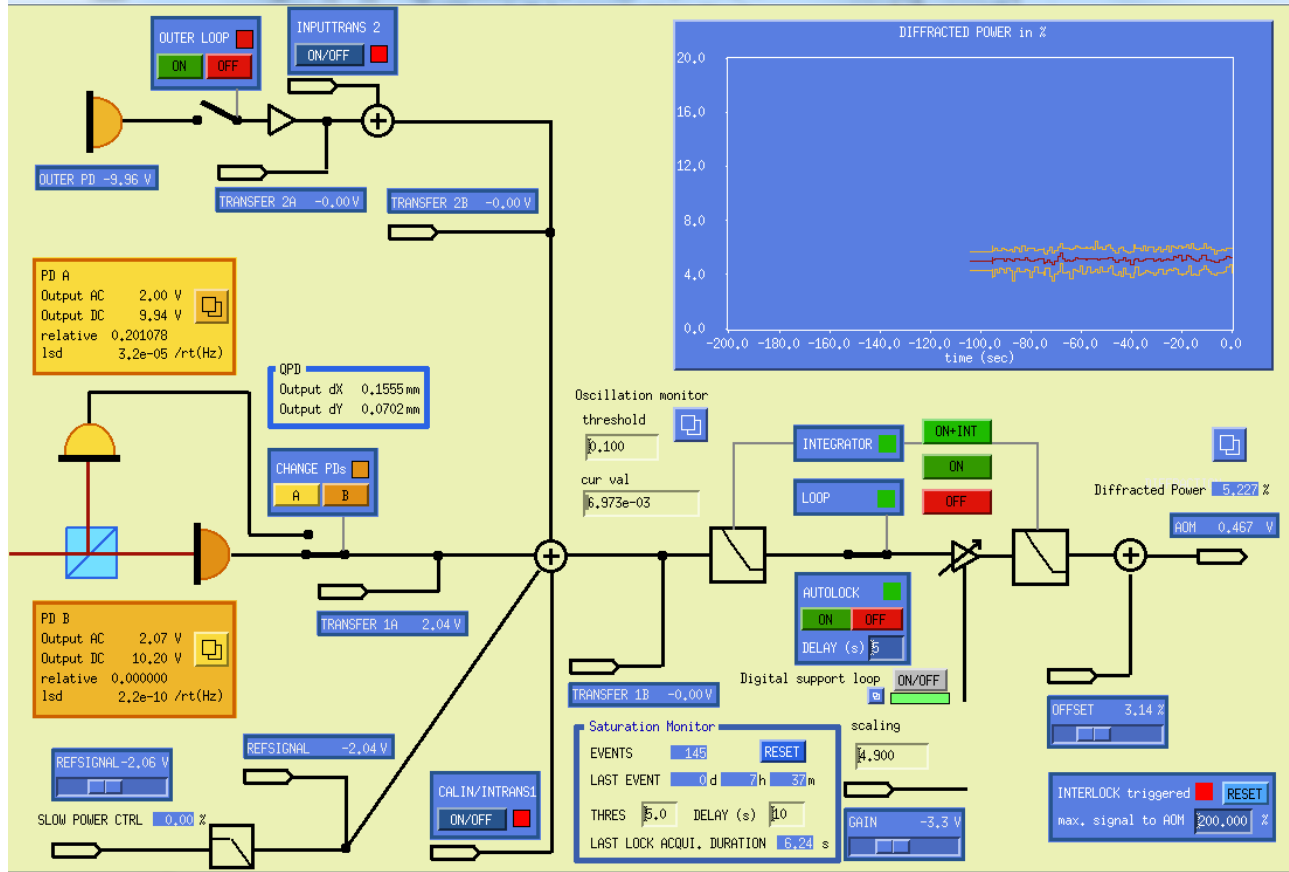 OUTER LOOP
ON OFF
INPUTTRANS 2
ON/OFF
OUTER PD -9.96 V
TRANSFER 2A -0.00 V
TRANSFER 2B -0.00 V
DIFFRACTED POWER in %
20.0
16.0
12.0
8.0
4.0
0.0
-200.0 -180.0 -160.0 -140.0 -120.0 -100.0 -80.0 -60.0 -40.0 -20.0 0.0
time (sec)
PD A
Output AC 2.00 V
Output DC 9.94 V
relative 0.201078
lsd 3.2e-05 /rt(Hz)
QPD
Output dX 0.1555 mm
Output dY 0.0702 mm
CHANGE PDs
A B
Oscillation monitor
threshold
0.100
cur val
6.973e-03
INTEGRATOR
LOOP
ON+INT
ON
OFF
Diffracted Power 5.227 %
AOM 0.467 V
TRANSFER 1A 2.04 V
PD B
Output AC 2.07 V
Output DC 10.20 V
relative 0.000000
lsd 2.2e-10 /rt(Hz)
AUTOLOCK
ON OFF
DELAY (s) 5
Digital support loop ON/OFF
TRANSFER 1B -0.00 V
OFFSET 3.14 %
REFSIGNAL -2.04 V
REFSIGNAL-2.06 V
SLOW POWER CTRL 0.00 %
CALIN/INTRANS1
ON/OFF
Saturation Monitor
EVENTS 145 RESET
LAST EVENT 0 d 7 h 37 m
THRES 5.0 DELAY (s) 10
LAST LOCK ACQUI. DURATION 6.24 s
scaling
4.900
GAIN -3.3 V
INTERLOCK triggered RESET
max. signal to AOM 200.000 %